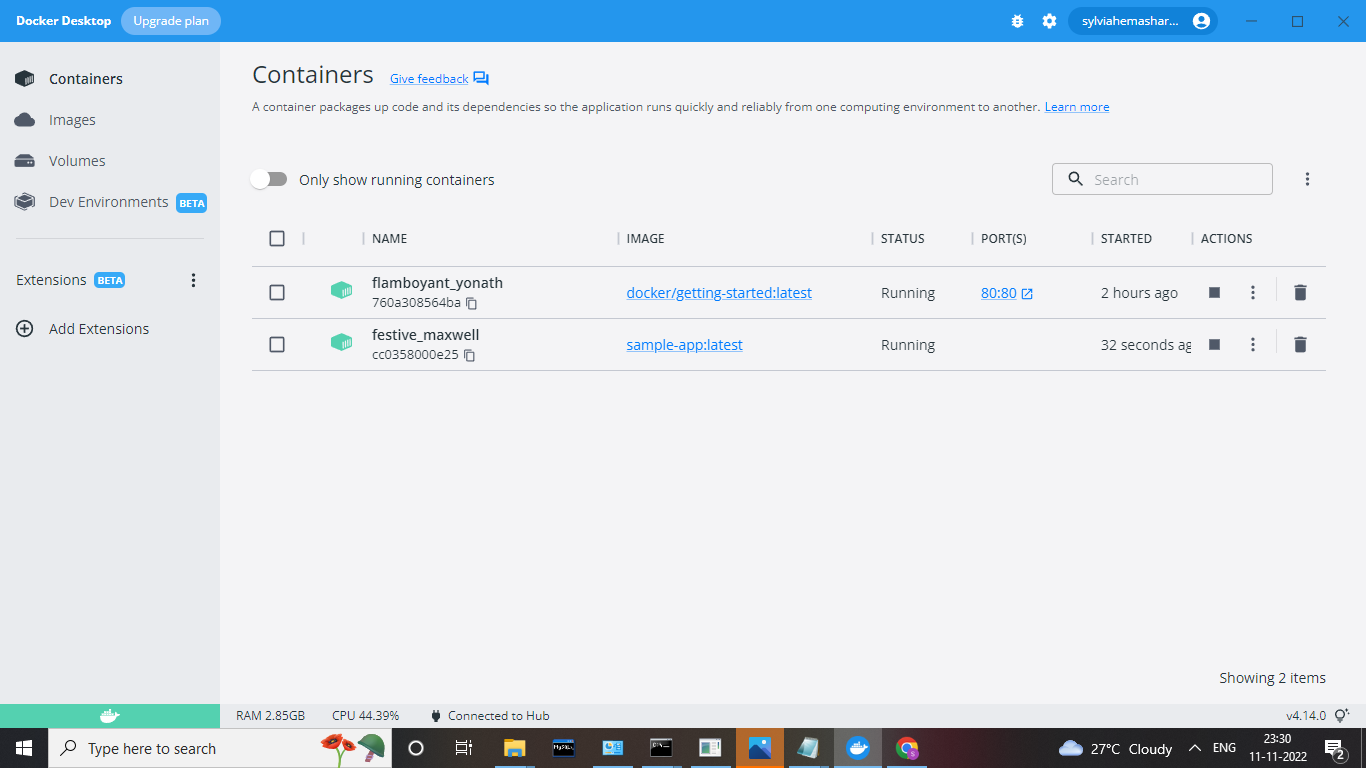 Docker Desktop Upgrade plan sylviahemashar...
Containers
Images
Volumes
Dev Environments BETA
Extensions BETA
Add Extensions
Containers Give feedback
A container packages up code and its dependencies so the application runs quickly and reliably from one computing environment to another. Learn more
Only show running containers Search
NAME IMAGE STATUS PORT(S) STARTED ACTIONS
flamboyant_yonath
760a308564ba docker/getting-started:latest Running 80:80 2 hours ago
festive_maxwell
cc0358000e25 sample-app:latest Running 32 seconds ag
Showing 2 items
RAM 2.85GB CPU 44.39% Connected to Hub v4.14.0
Type here to search 27°C Cloudy ENG 23:30
11-11-2022 2